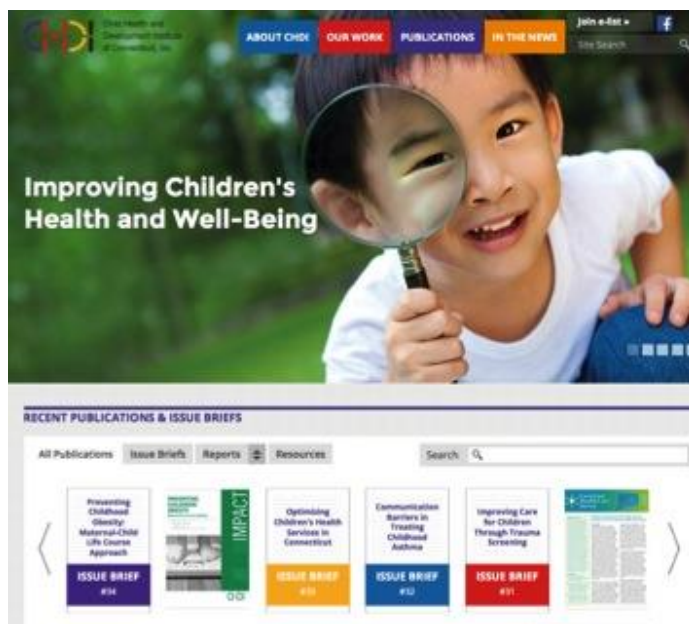 CHDI
Child Health and
Development Institute
of Connecticut, Inc.
ABOUT CHDI
OUR WORK
PUBLICATIONS
IN THE NEWS
Join e-list »
f
Site Search
Improving Children's
Health and Well-Being
RECENT PUBLICATIONS & ISSUE BRIEFS
All Publications
Issue Briefs
Reports
Resources
Search
Preventing
Childhood
Obesity:
Maternal-Child
Life Course
Approach
ISSUE BRIEF
#34
IMPACT
Optimizing
Children's Health
Services in
Connecticut
ISSUE BRIEF
#33
Communication
Barriers in
Treating
Childhood
Asthma
ISSUE BRIEF
#32
Improving Care
for Children
Through Trauma
Screening
ISSUE BRIEF
#31